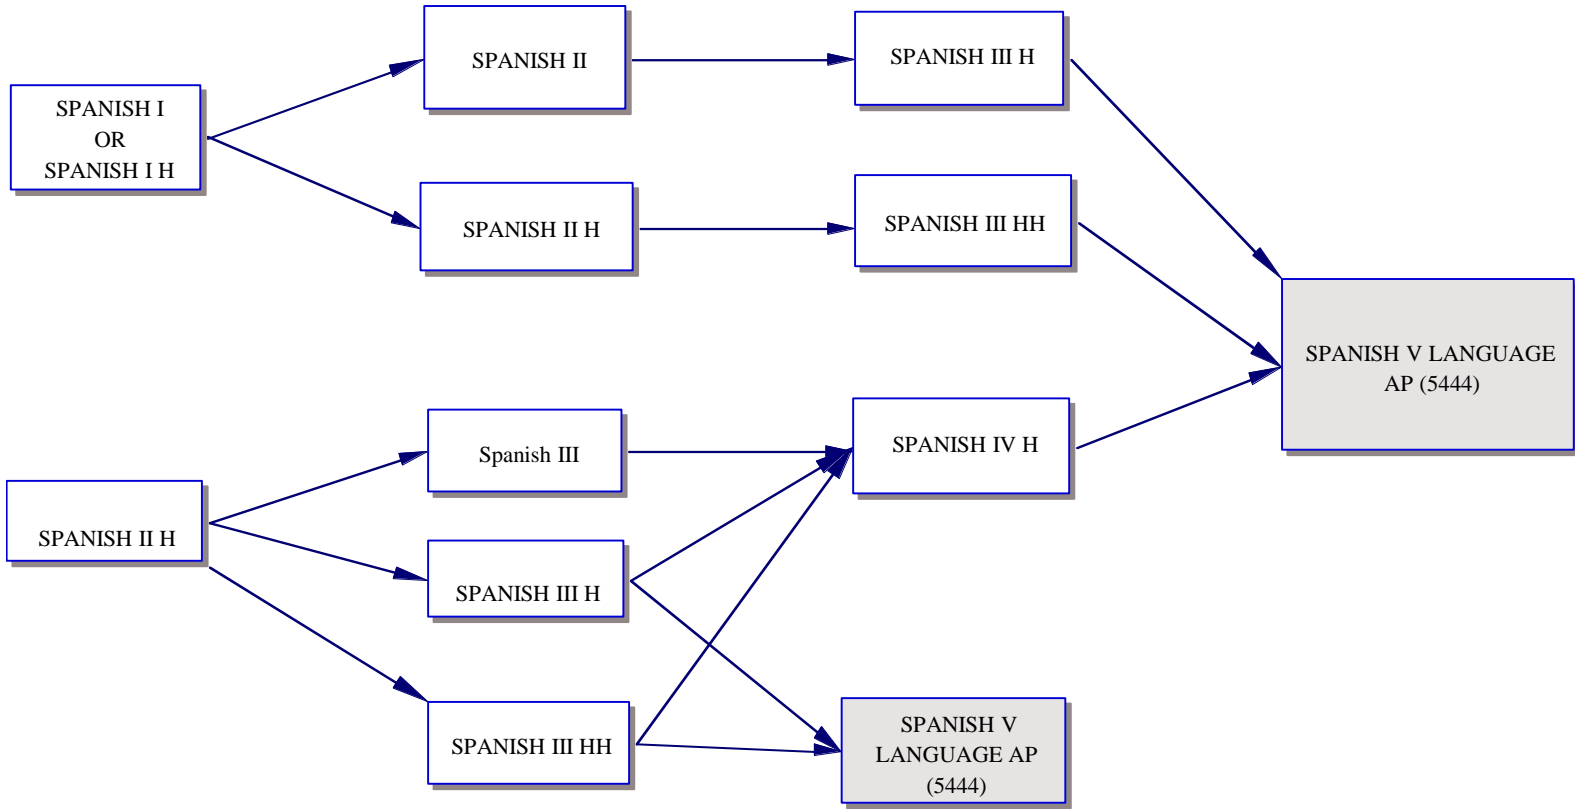 SPANISH I
OR
SPANISH I H
SPANISH II
SPANISH III H
SPANISH II H
SPANISH III HH
SPANISH V LANGUAGE
AP (5444)
SPANISH II H
Spanish III
SPANISH III H
SPANISH III HH
SPANISH IV H
SPANISH V
LANGUAGE AP
(5444)